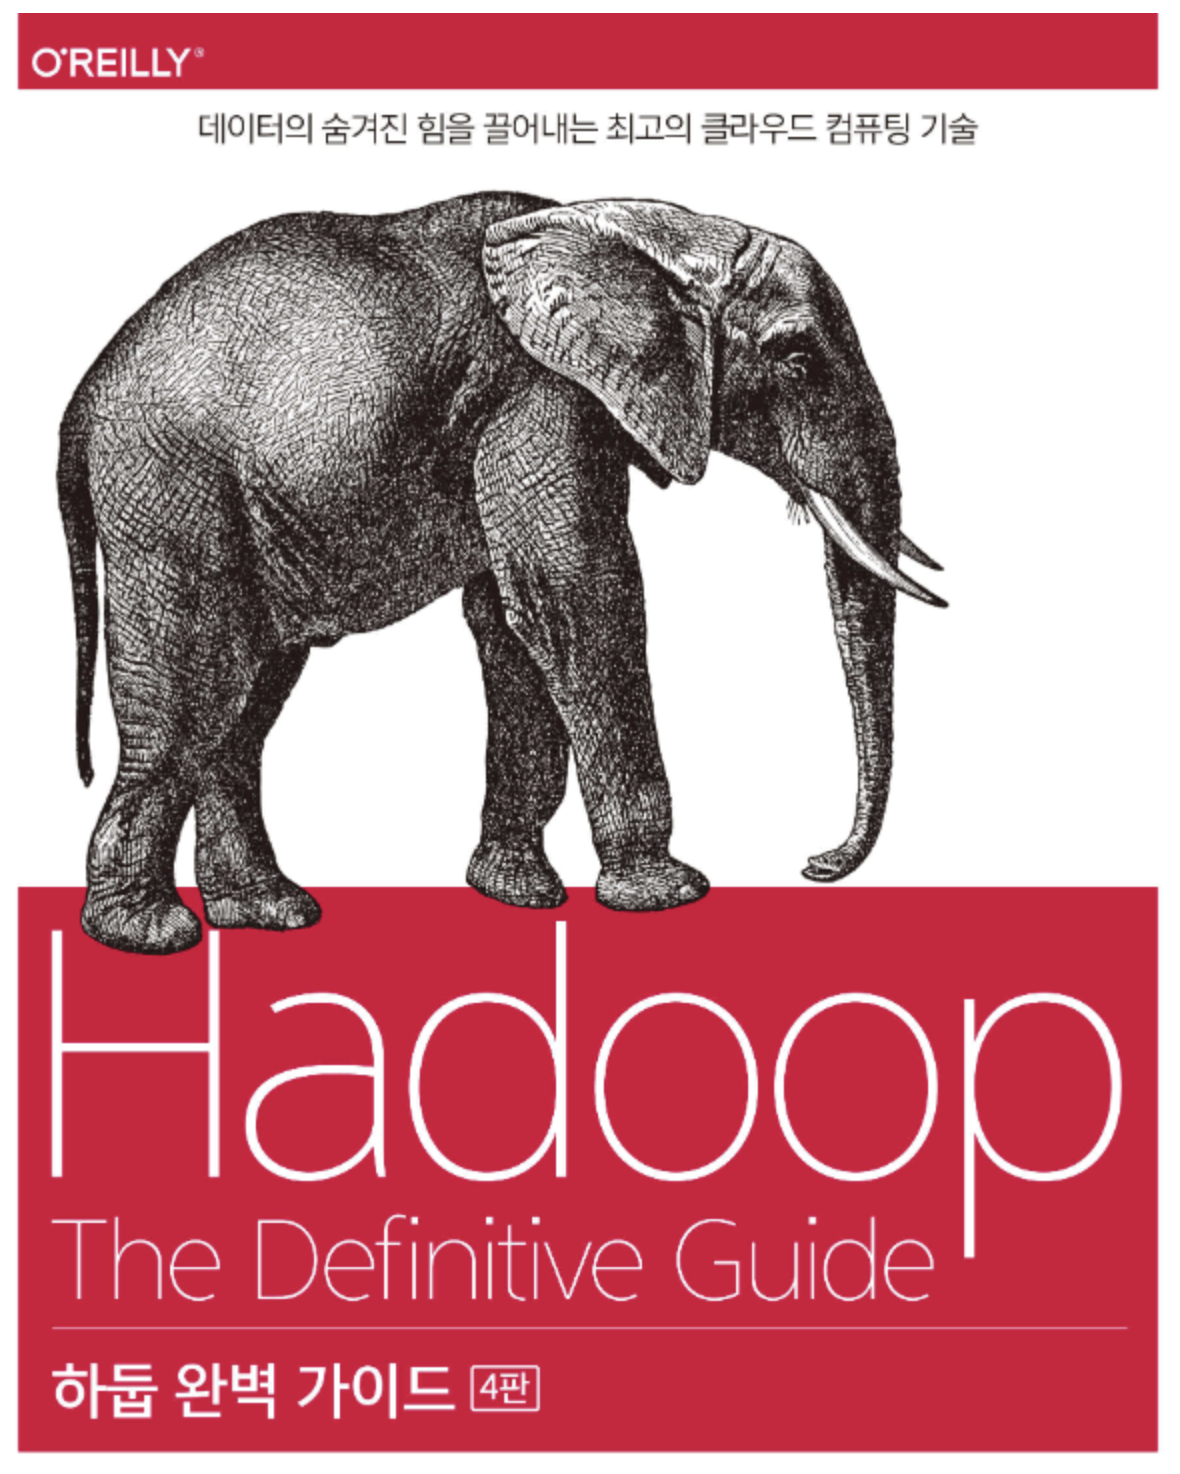 O'REILLY®
데이터의 숨겨진 힘을 끌어내는 최고의 클라우드 컴퓨팅 기술
Hadoop
The Definitive Guide
하둡 완벽 가이드 4판